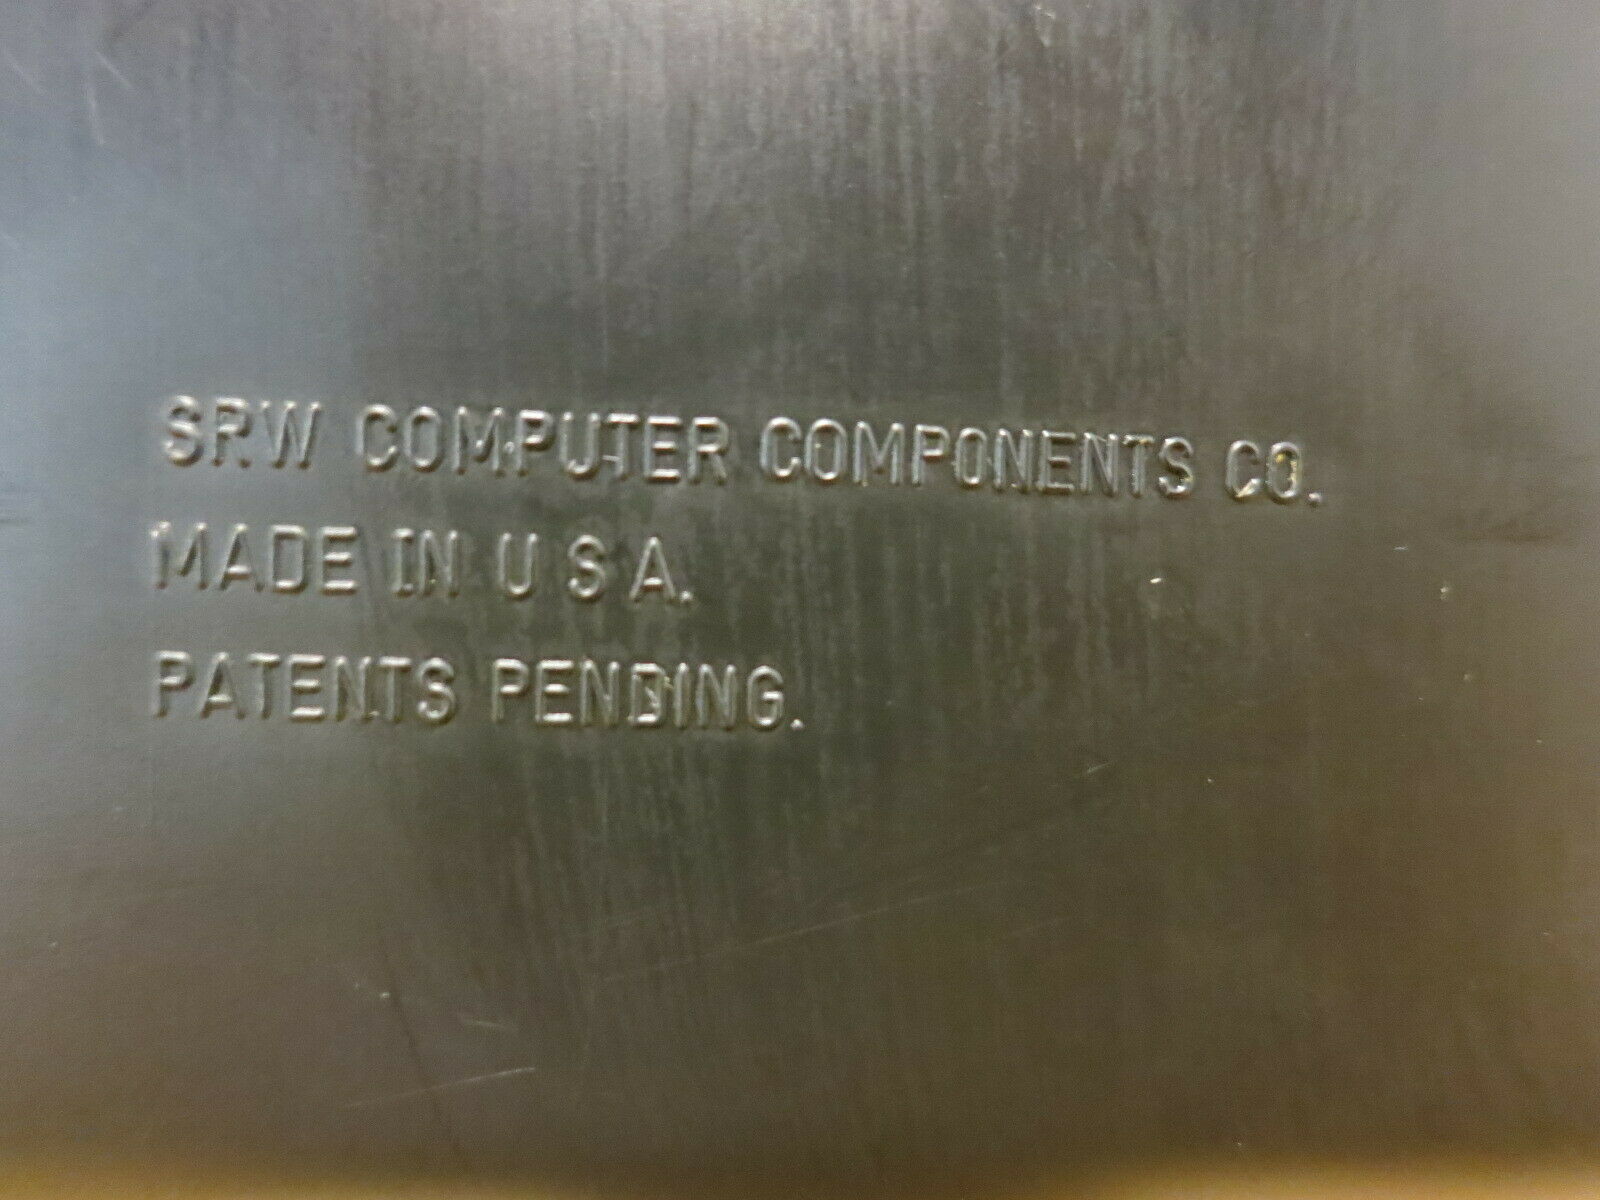 SRW COMPUTER COMPONENTS CO.
MADE IN U S A.
PATENTS PENDING.